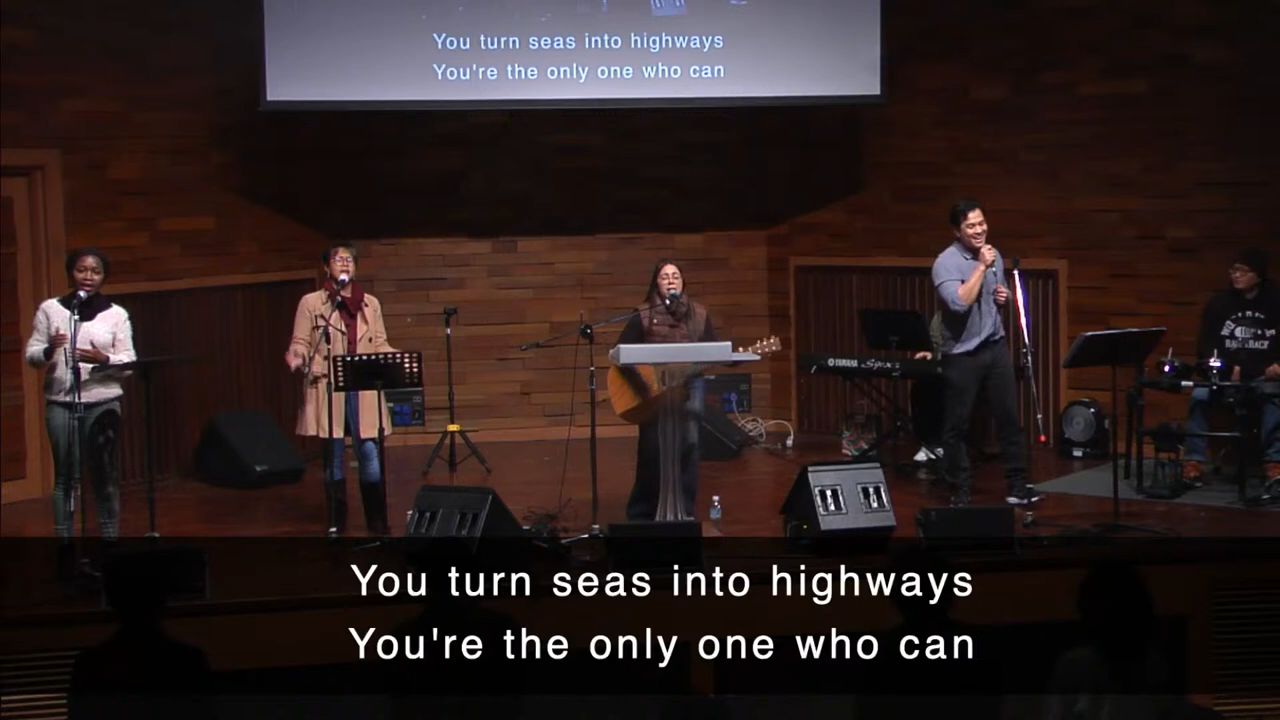 You turn seas into highways
You're the only one who can
YAMAHA
You turn seas into highways
You're the only one who can